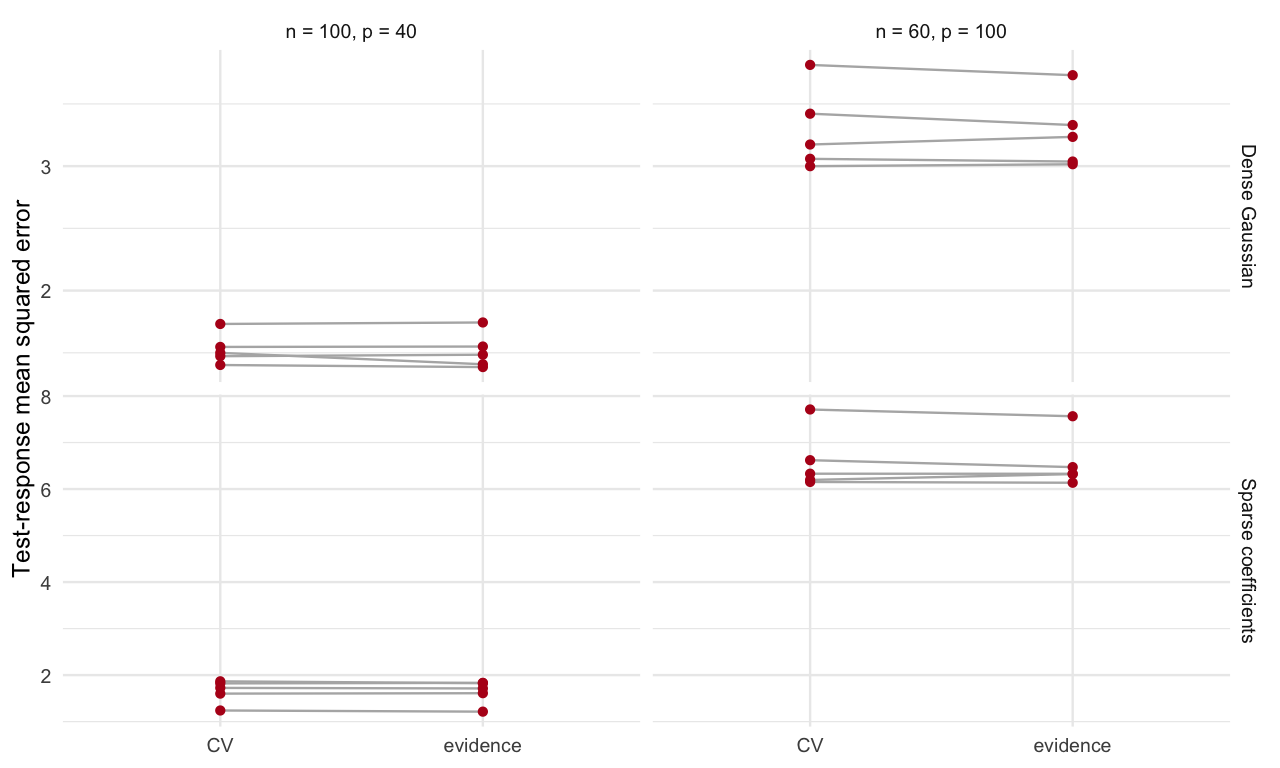 n = 100, p = 40
n = 60, p = 100
Test-response mean squared error
3
2
Dense Gaussian
8
6
4
2
Sparse coefficients
CV
evidence
CV
evidence